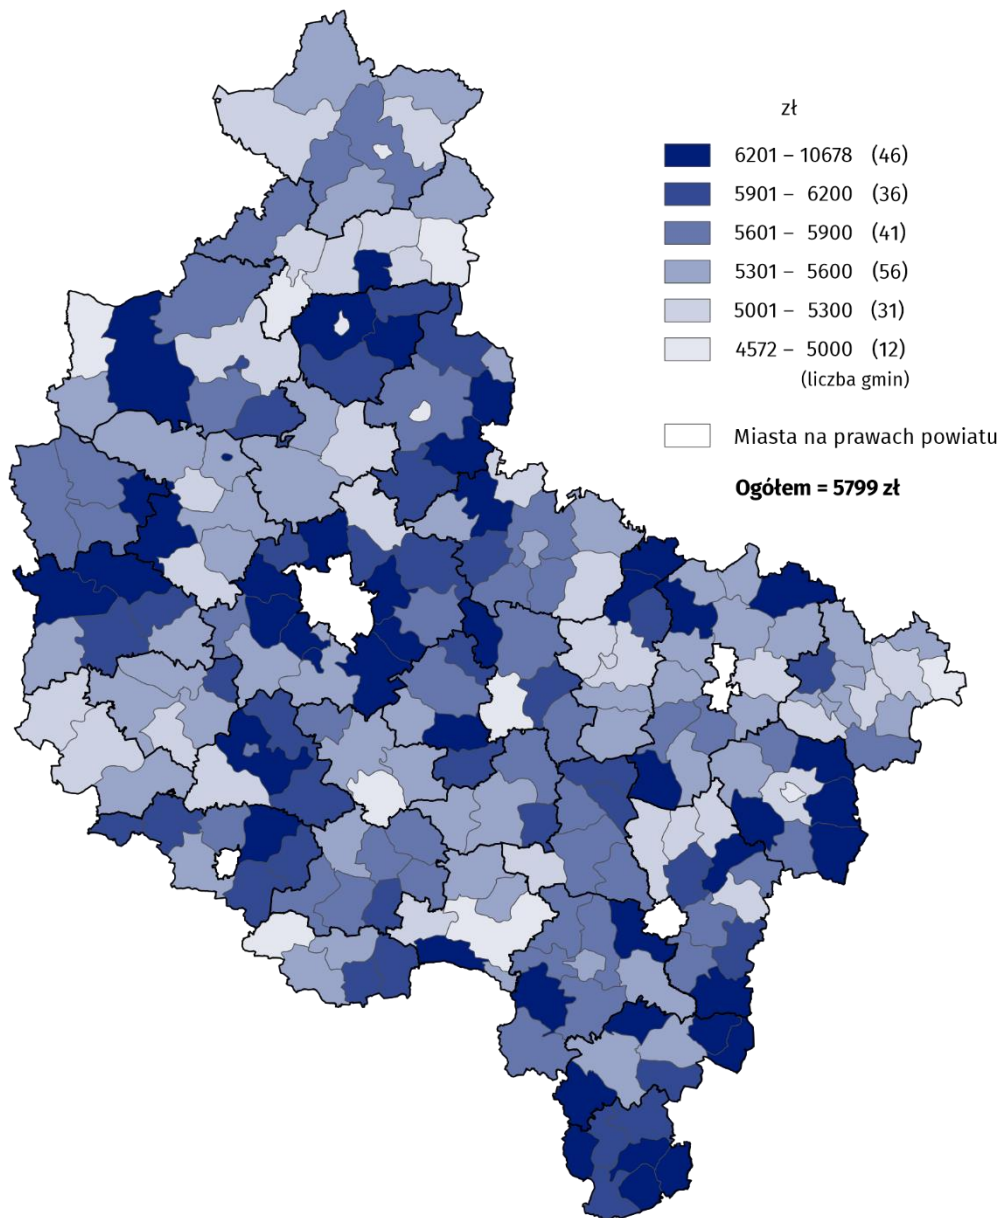 zł
6201 – 10678 (46)
5901 – 6200 (36)
5601 – 5900 (41)
5301 – 5600 (56)
5001 – 5300 (31)
4572 – 5000 (12)
(liczba gmin)
Miasta na prawach powiatu
Ogółem = 5799 zł